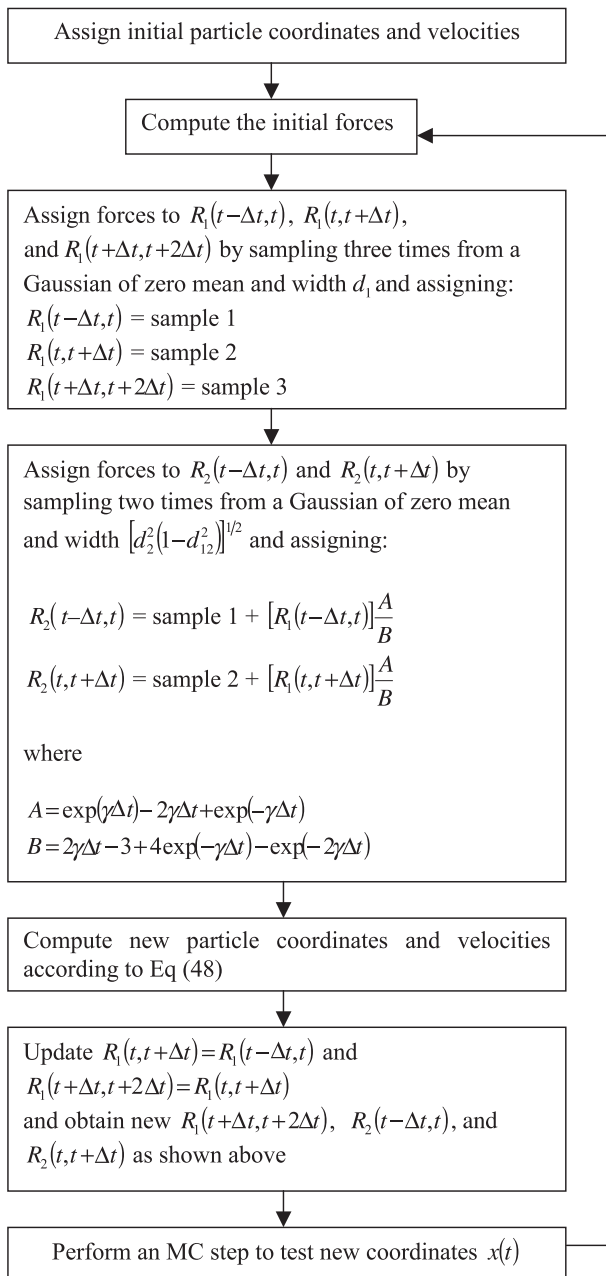 Assign initial particle coordinates and velocities
Compute the initial forces
Assign forces to R₁(t−Δt,t), R₁(t,t+Δt),
and R₁(t+Δt,t+2Δt) by sampling three times from a
Gaussian of zero mean and width d₁ and assigning:
R₁(t−Δt,t) = sample 1
R₁(t,t+Δt) = sample 2
R₁(t+Δt,t+2Δt) = sample 3
Assign forces to R₂(t−Δt,t) and R₂(t,t+Δt) by
sampling two times from a Gaussian of zero mean
and width [d₂²(1−d₁₂²)]^1/2 and assigning:
R₂(t−Δt,t) = sample 1 + [R₁(t−Δt,t)] A/B
R₂(t,t+Δt) = sample 2 + [R₁(t,t+Δt)] A/B
where
A=exp(γΔt)−2γΔt+exp(−γΔt)
B=2γΔt−3+4exp(−γΔt)−exp(−2γΔt)
Compute new particle coordinates and velocities
according to Eq (48)
Update R₁(t,t+Δt)=R₁(t−Δt,t) and
R₁(t+Δt,t+2Δt)=R₁(t,t+Δt)
and obtain new R₁(t+Δt,t+2Δt), R₂(t−Δt,t), and
R₂(t,t+Δt) as shown above
Perform an MC step to test new coordinates x(t)